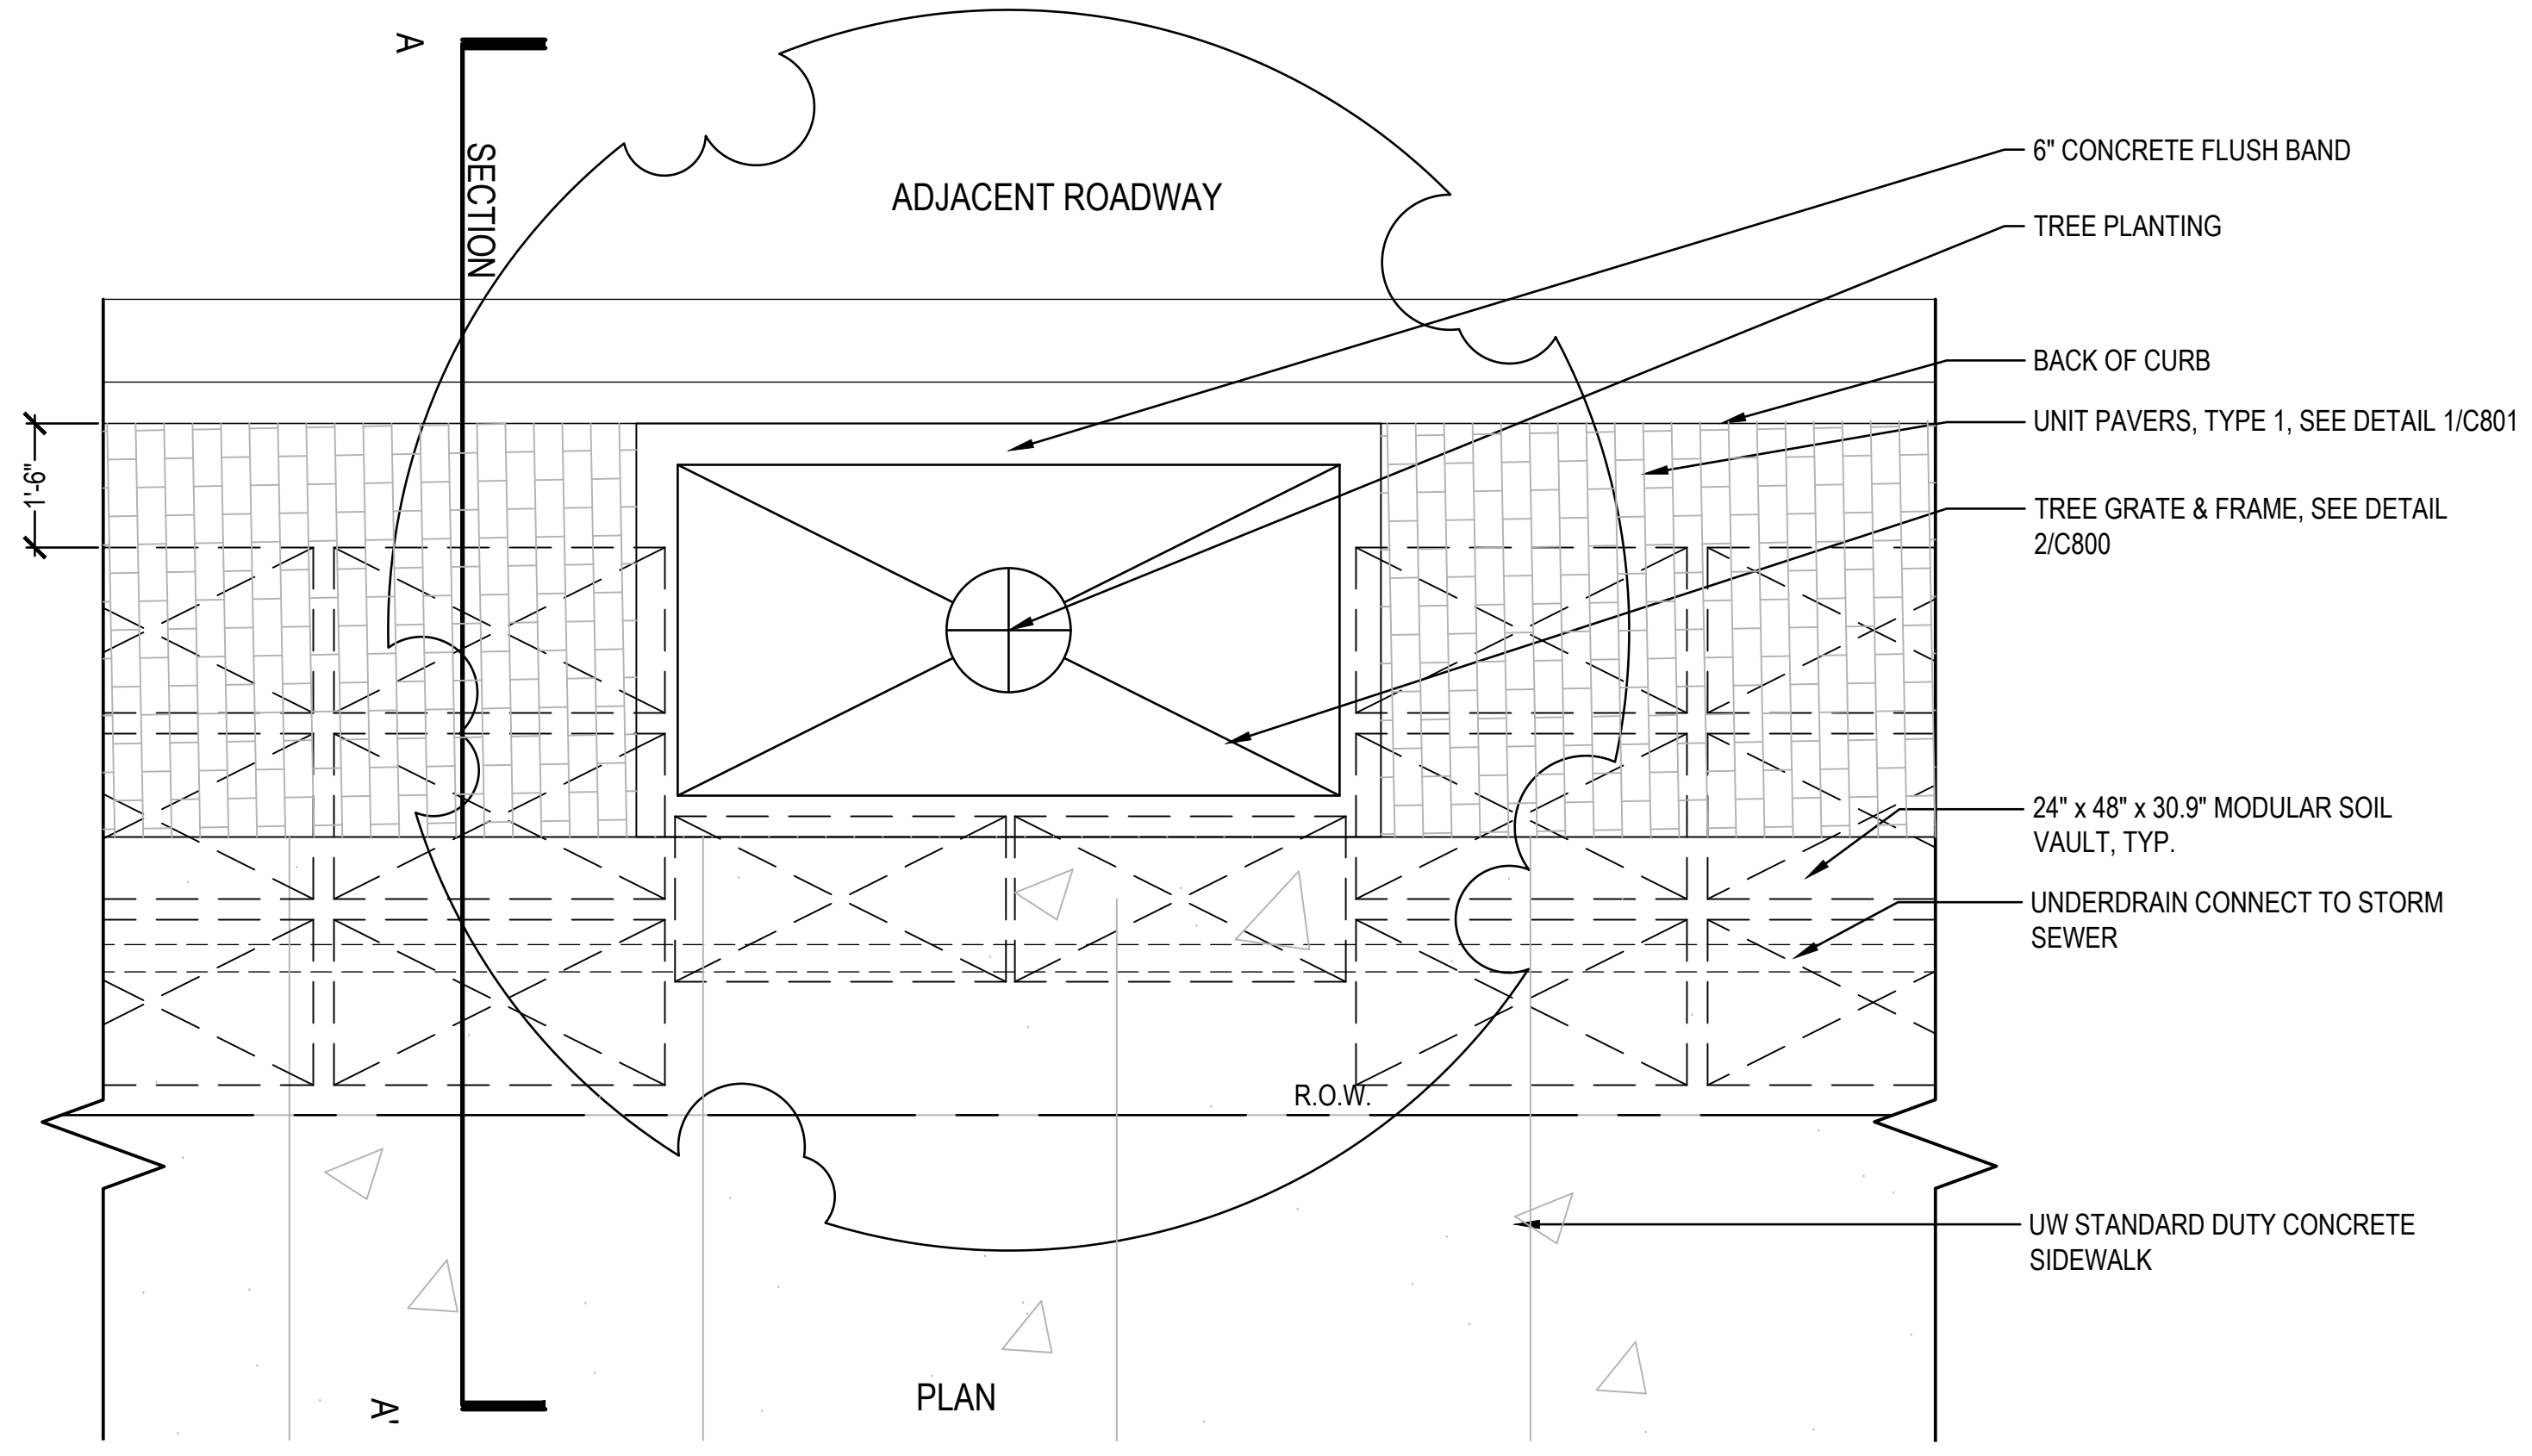 A
SECTION
ADJACENT ROADWAY
6" CONCRETE FLUSH BAND
TREE PLANTING
BACK OF CURB
UNIT PAVERS, TYPE 1, SEE DETAIL 1/C801
1'-6"
TREE GRATE & FRAME, SEE DETAIL
2/C800
24" x 48" x 30.9" MODULAR SOIL
VAULT, TYP.
UNDERDRAIN CONNECT TO STORM
SEWER
R.O.W.
UW STANDARD DUTY CONCRETE
SIDEWALK
A'
PLAN